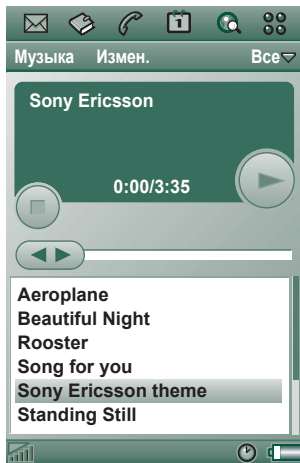 1
Музыка Измен. Все
Sony Ericsson
0:00/3:35
Aeroplane
Beautiful Night
Rooster
Song for you
Sony Ericsson theme
Standing Still